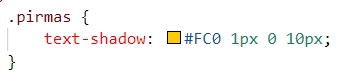 .pirmas {
    text-shadow: #FC0 1px 0 10px;
}